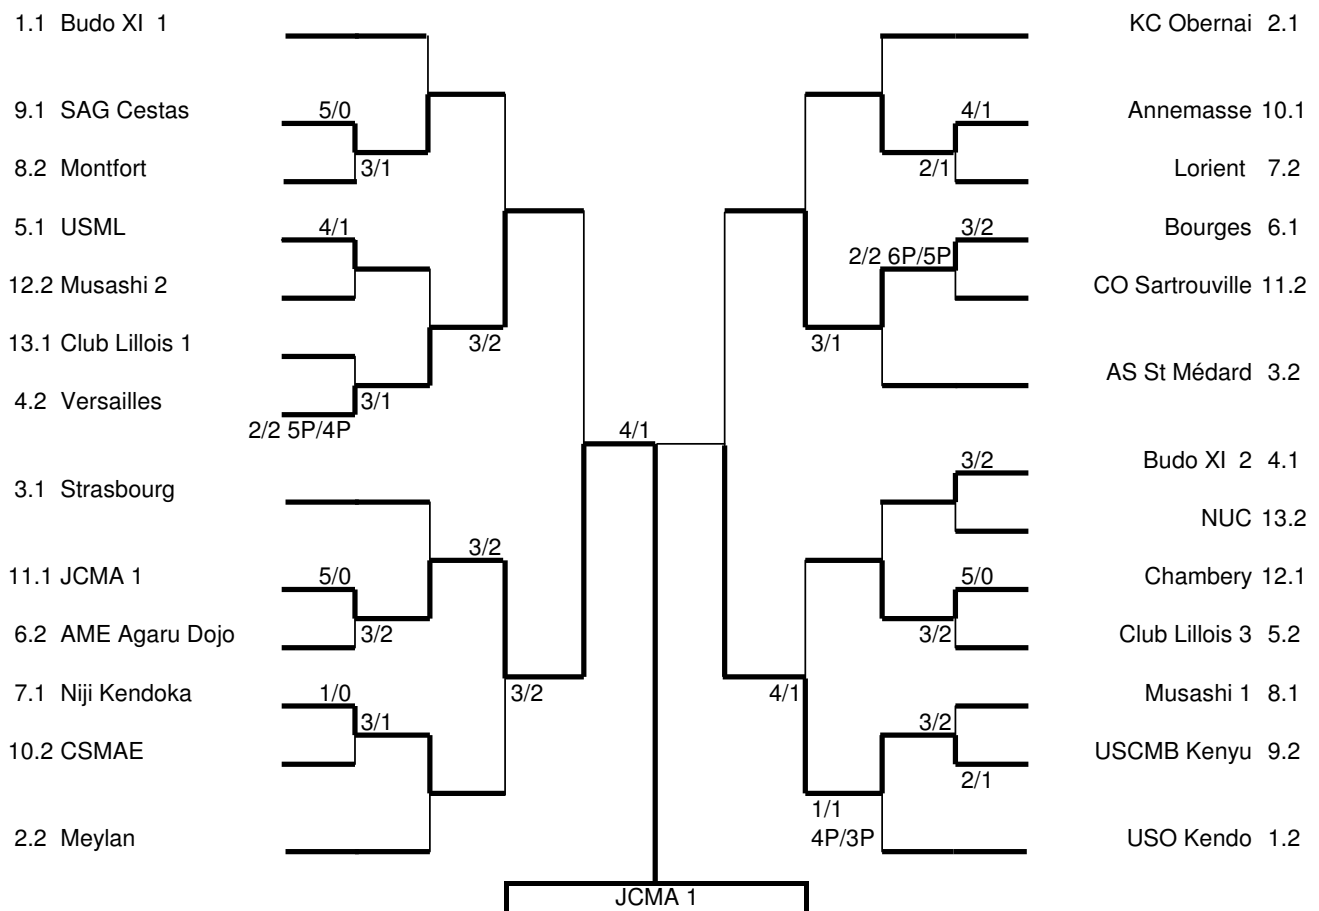 1.1 Budo XI 1
9.1 SAG Cestas
5/0
8.2 Montfort
3/1
5.1 USML
4/1
12.2 Musashi 2
13.1 Club Lillois 1
3/2
4.2 Versailles
3/1
2/2 5P/4P
3.1 Strasbourg
3/2
11.1 JCMA 1
5/0
6.2 AME Agaru Dojo
3/2
7.1 Niji Kendoka
1/0
3/2
3/1
10.2 CSMAE
2.2 Meylan
4/1
JCMA 1
KC Obernai 2.1
4/1
Annemasse 10.1
2/1
Lorient 7.2
3/2
Bourges 6.1
2/2 6P/5P
CO Sartrouville 11.2
3/1
AS St Médard 3.2
3/2
Budo XI 2 4.1
NUC 13.2
5/0
Chambery 12.1
3/2
Club Lillois 3 5.2
4/1
Musashi 1 8.1
3/2
USCMB Kenyu 9.2
2/1
1/1
4P/3P
USO Kendo 1.2